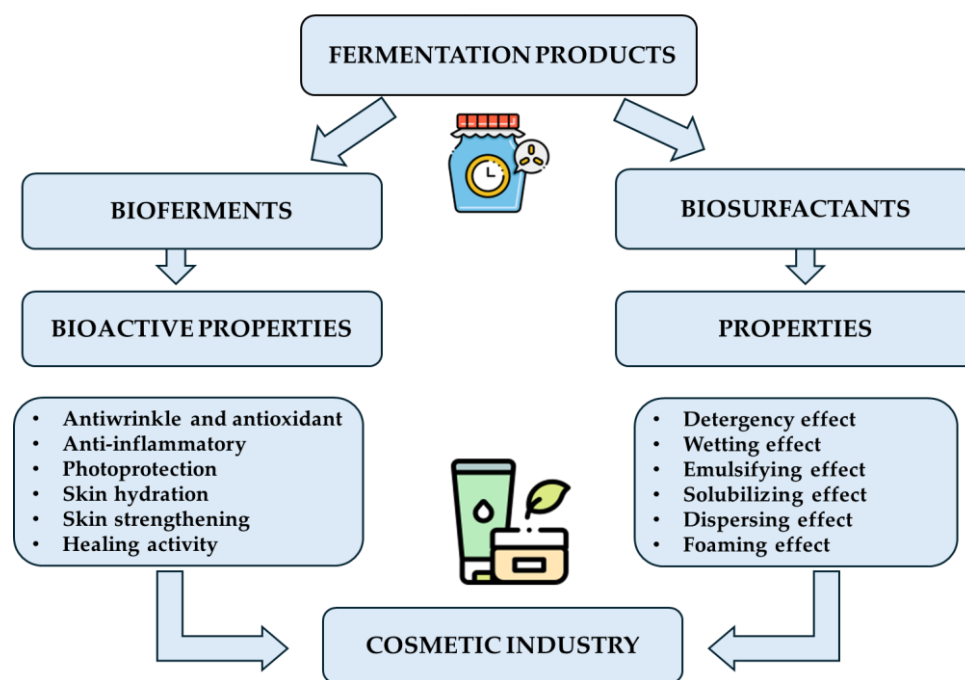 FERMENTATION PRODUCTS
BIOFERMENTS
BIOSURFACTANTS
BIOACTIVE PROPERTIES
PROPERTIES
• Antiwrinkle and antioxidant
• Anti-inflammatory
• Photoprotection
• Skin hydration
• Skin strengthening
• Healing activity
• Detergency effect
• Wetting effect
• Emulsifying effect
• Solubilizing effect
• Dispersing effect
• Foaming effect
COSMETIC INDUSTRY